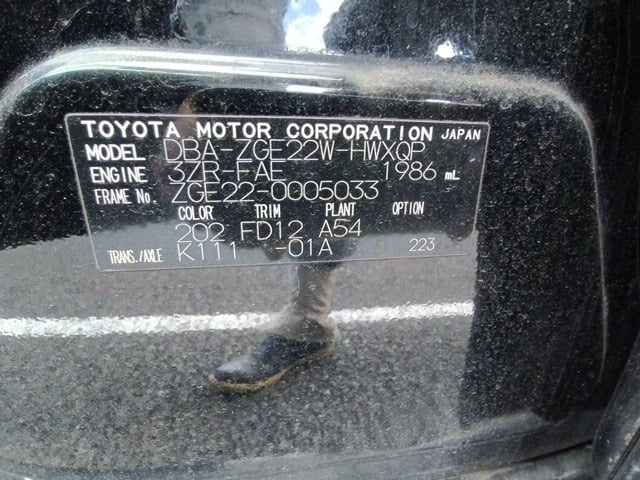 TOYOTA MOTOR CORPORATION JAPAN
MODEL DBA-ZGE22W-HWXQP
ENGINE 3ZR-FAE 1986 mL
FRAME No. ZGE22-0005033
COLOR TRIM PLANT OPTION
202 FD12 A54
TRANS./AXLE K111 -01A 223